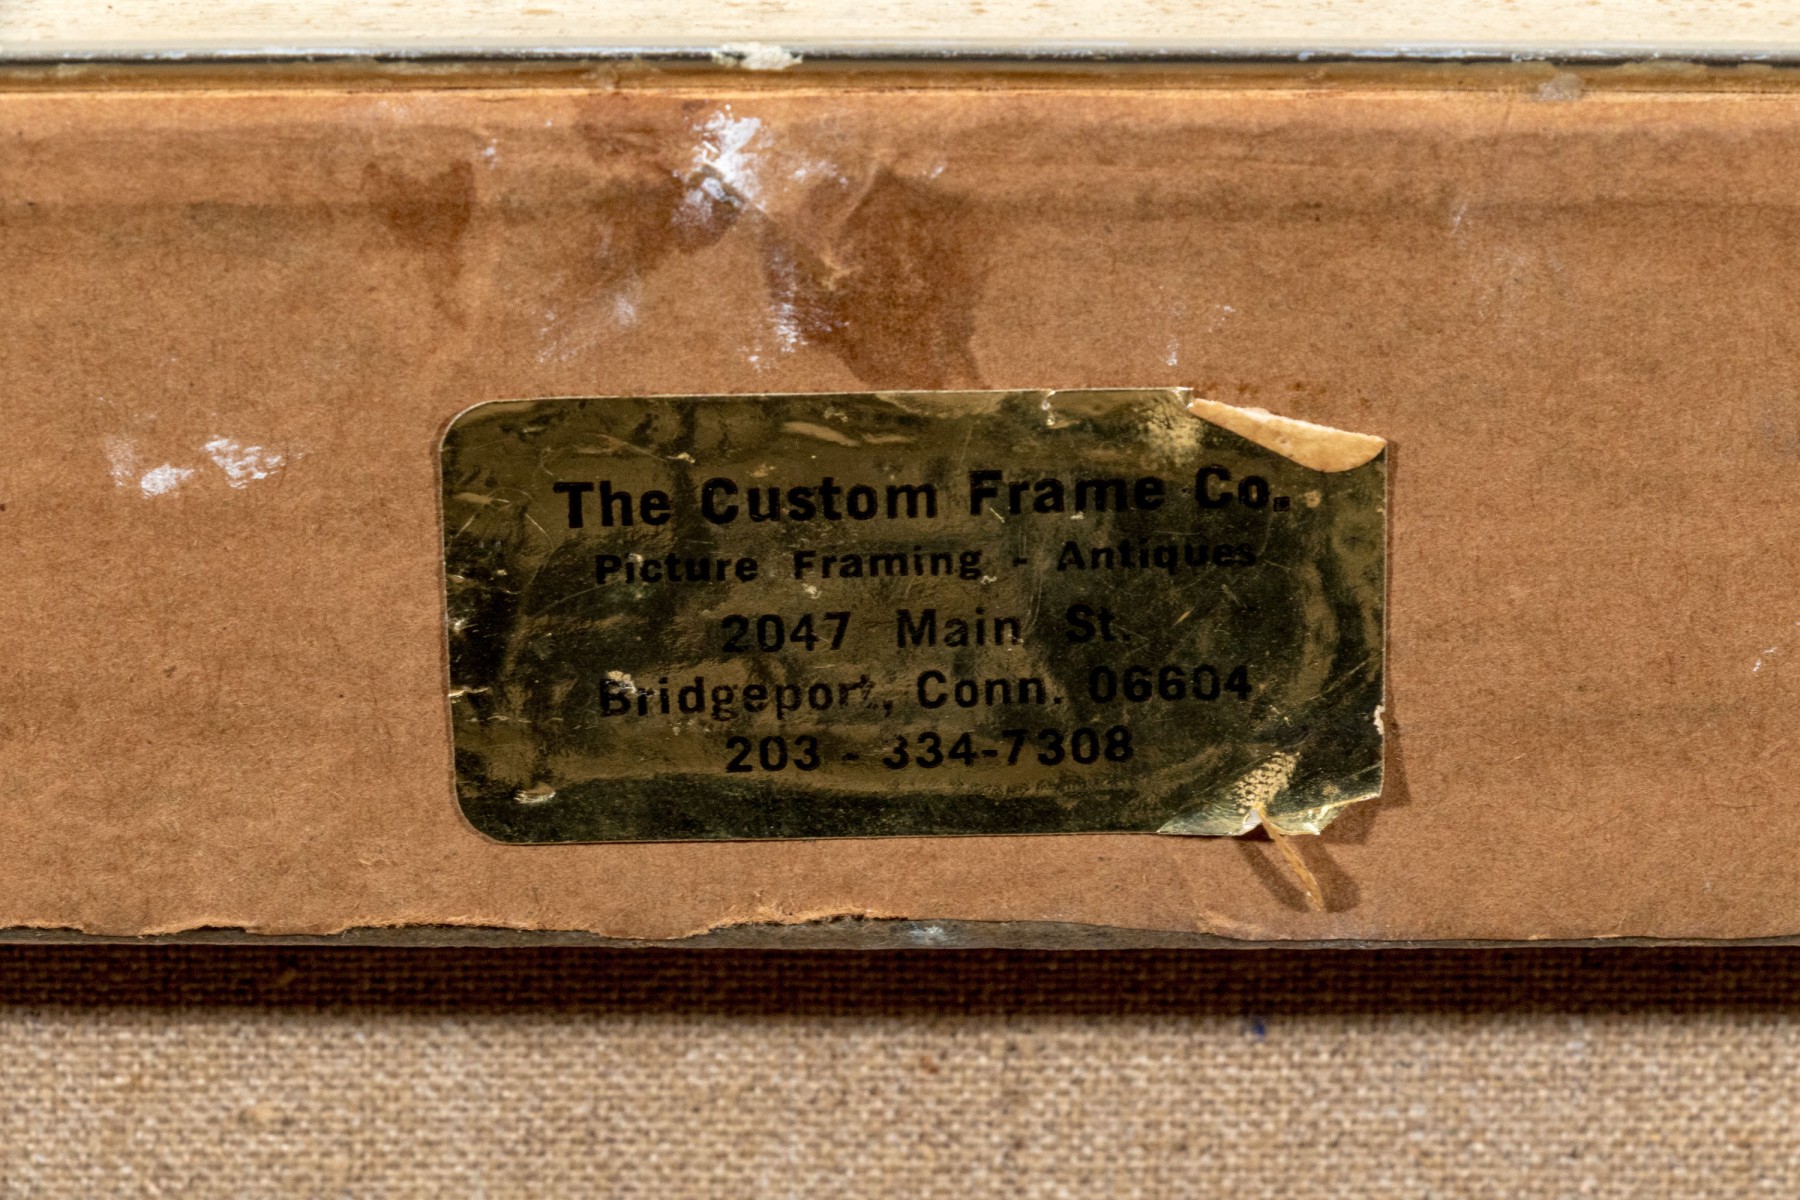 The Custom Frame Co.
Picture Framing - Antiques
2047 Main St.
Bridgeport, Conn. 06604
203 - 334-7308